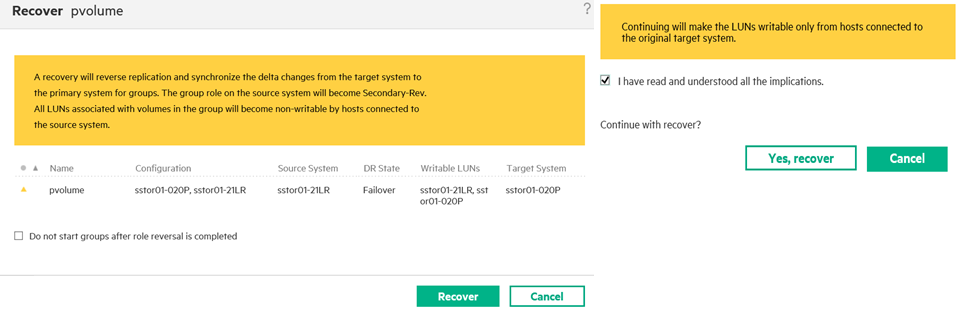 Recover pvolume
?
A recovery will reverse replication and synchronize the delta changes from the target system to
the primary system for groups. The group role on the source system will become Secondary-Rev.
All LUNs associated with volumes in the group will become non-writable by hosts connected to
the source system.
Name Configuration Source System DR State Writable LUNs Target System
pvolume sstor01-020P, sstor01-21LR sstor01-21LR Failover sstor01-21LR, sst sstor01-020P
or01-020P
Do not start groups after role reversal is completed
Recover Cancel
Continuing will make the LUNs writable only from hosts connected to
the original target system.
I have read and understood all the implications.
Continue with recover?
Yes, recover Cancel